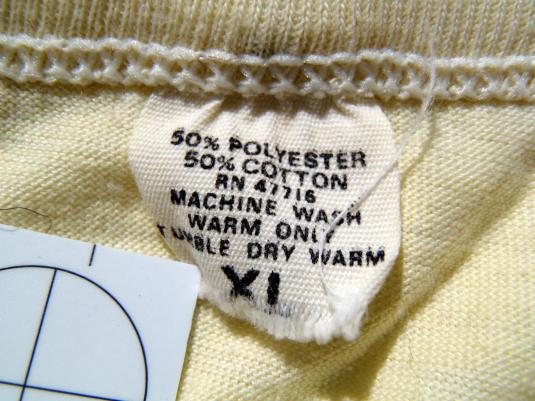 50% POLYESTER
50% COTTON
RN 47716
MACHINE WASH
WARM ONLY
TUMBLE DRY WARM
XL